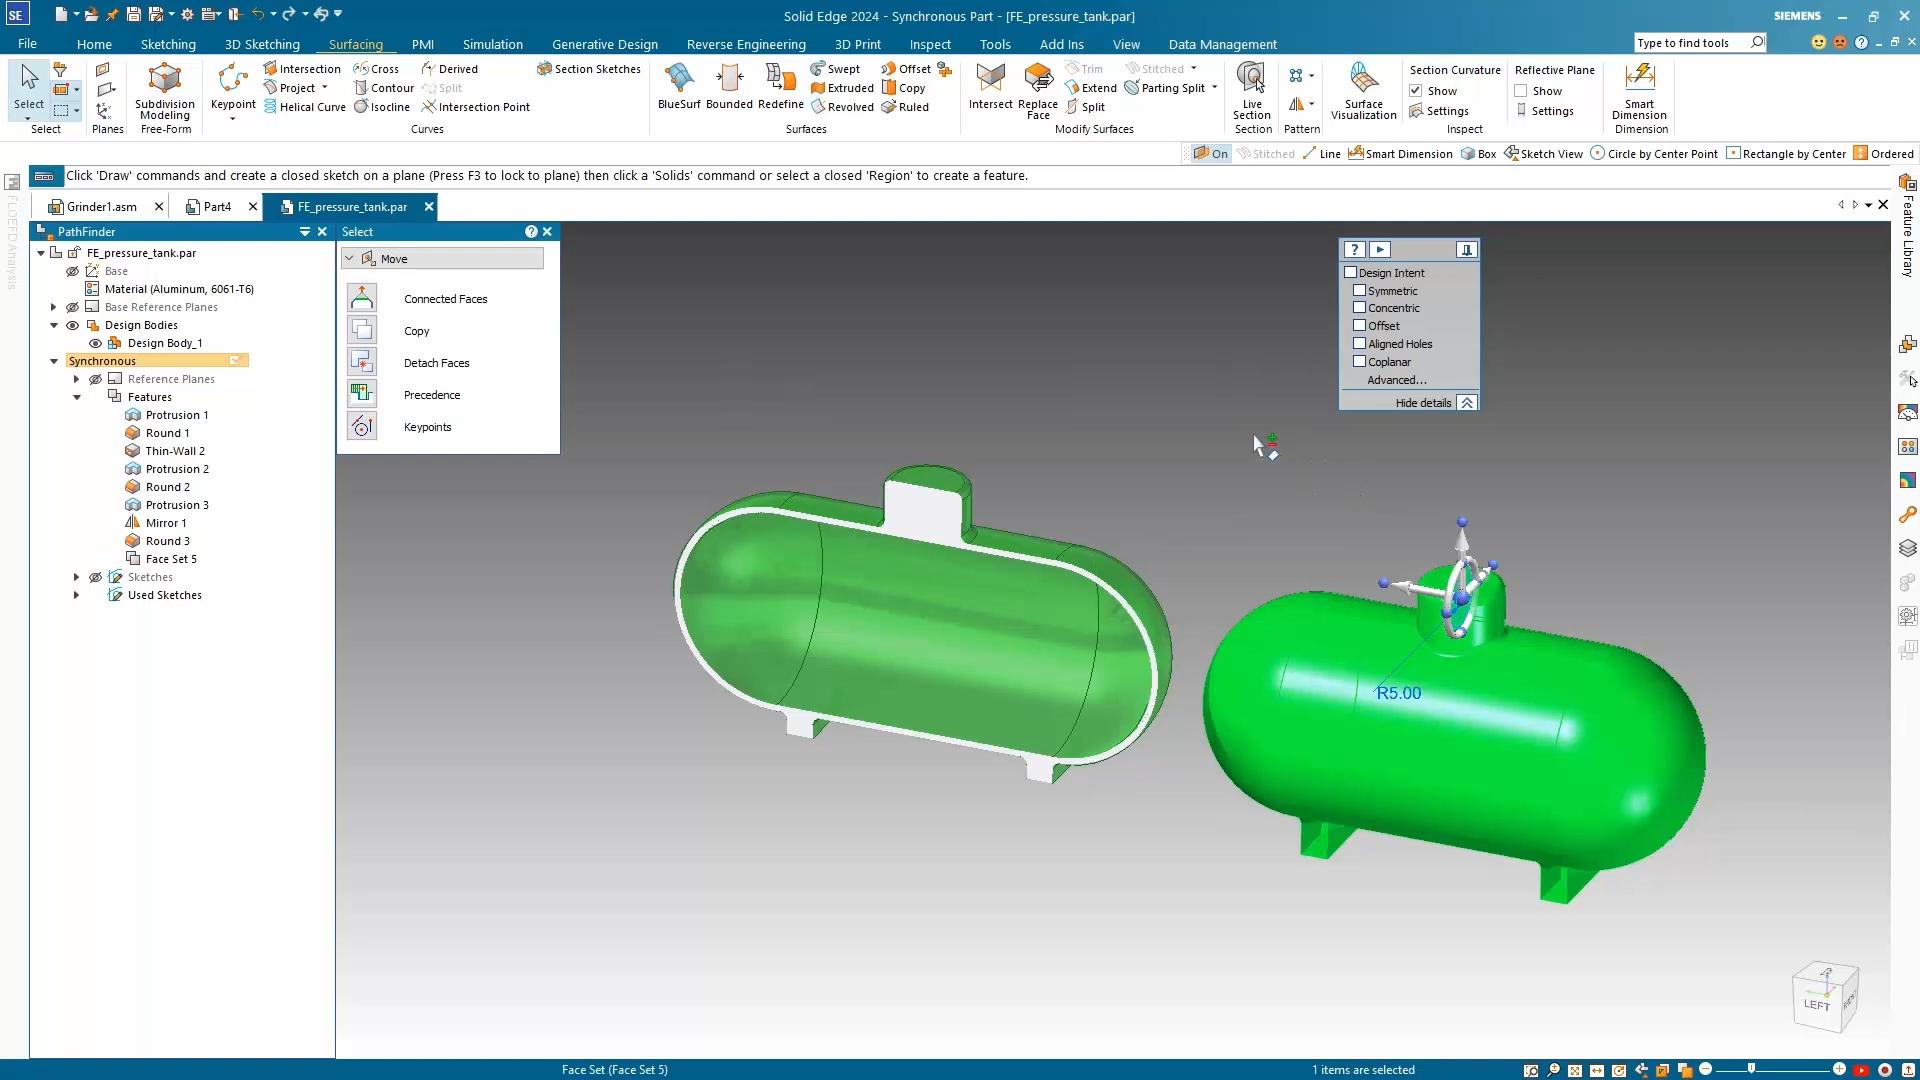 SE
Solid Edge 2024 - Synchronous Part - [FE_pressure_tank.par]
SIEMENS
File
Home
Sketching
3D Sketching
Surfacing
PMI
Simulation
Generative Design
Reverse Engineering
3D Print
Inspect
Tools
Add Ins
View
Data Management
Type to find tools
Select
Select
Planes
Subdivision Modeling
Free-Form
Keypoint
Intersection
Project
Helical Curve
Cross
Contour
Isocline
Derived
Split
Intersection Point
Curves
Section Sketches
BlueSurf
Bounded
Redefine
Swept
Extruded
Revolved
Offset
Copy
Ruled
Surfaces
Intersect
Replace Face
Trim
Extend
Split
Stitched
Parting Split
Modify Surfaces
Live Section
Section
Pattern
Surface Visualization
Section Curvature
Show
Settings
Inspect
Reflective Plane
Show
Settings
Smart Dimension
Dimension
On
Stitched
Line
Smart Dimension
Box
Sketch View
Circle by Center Point
Rectangle by Center
Ordered
Click 'Draw' commands and create a closed sketch on a plane (Press F3 to lock to plane) then click a 'Solids' command or select a closed 'Region' to create a feature.
Grinder1.asm
Part4
FE_pressure_tank.par
FLOEFD Analysis
Feature Library
PathFinder
FE_pressure_tank.par
Base
Material (Aluminum, 6061-T6)
Base Reference Planes
Design Bodies
Design Body_1
Synchronous
Reference Planes
Features
Protrusion 1
Round 1
Thin-Wall 2
Protrusion 2
Round 2
Protrusion 3
Mirror 1
Round 3
Face Set 5
Sketches
Used Sketches
Select
Move
Connected Faces
Copy
Detach Faces
Precedence
Keypoints
Design Intent
Symmetric
Concentric
Offset
Aligned Holes
Coplanar
Advanced...
Hide details
R5.00
LEFT
Face Set (Face Set 5)
1 items are selected